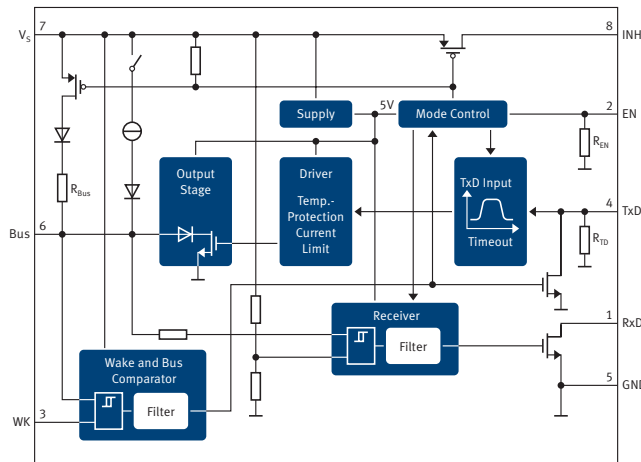 7
8
Vs
INH
5V
2
Supply
Mode Control
EN
REN
Output
Stage
Driver
Temp.-
Protection
Current
Limit
TxD Input
Timeout
RBus
4
TxD
RTD
6
Bus
1
RxD
Receiver
Filter
5
GND
Wake and Bus
Comparator
Filter
3
WK